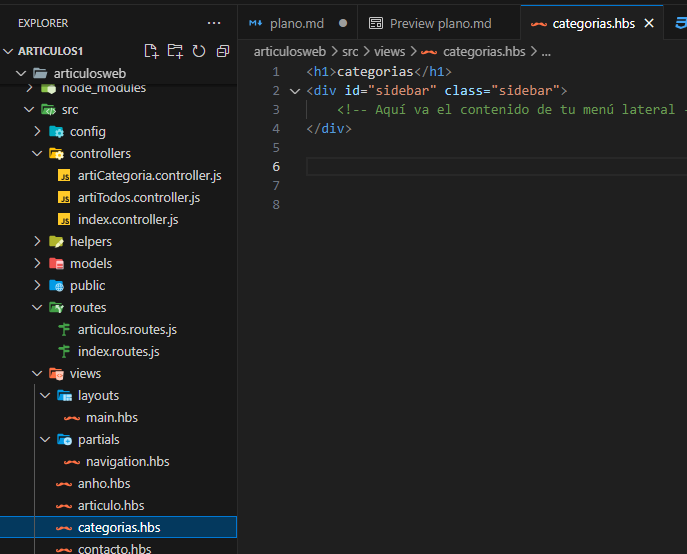 EXPLORER ...
ARTICULOS1
articulosweb
node_modules
src
config
controllers
JS artiCategoria.controller.js
JS artiTodos.controller.js
JS index.controller.js
helpers
models
public
routes
articulos.routes.js
index.routes.js
views
layouts
main.hbs
partials
navigation.hbs
anho.hbs
articulo.hbs
categorias.hbs
contacto.hbs
plano.md
Preview plano.md
categorias.hbs
articulosweb > src > views > categorias.hbs > ...
1 <h1>categorias</h1>
2 <div id="sidebar" class="sidebar">
3 <!-- Aquí va el contenido de tu menú lateral -
4 </div>
5
6
7
8